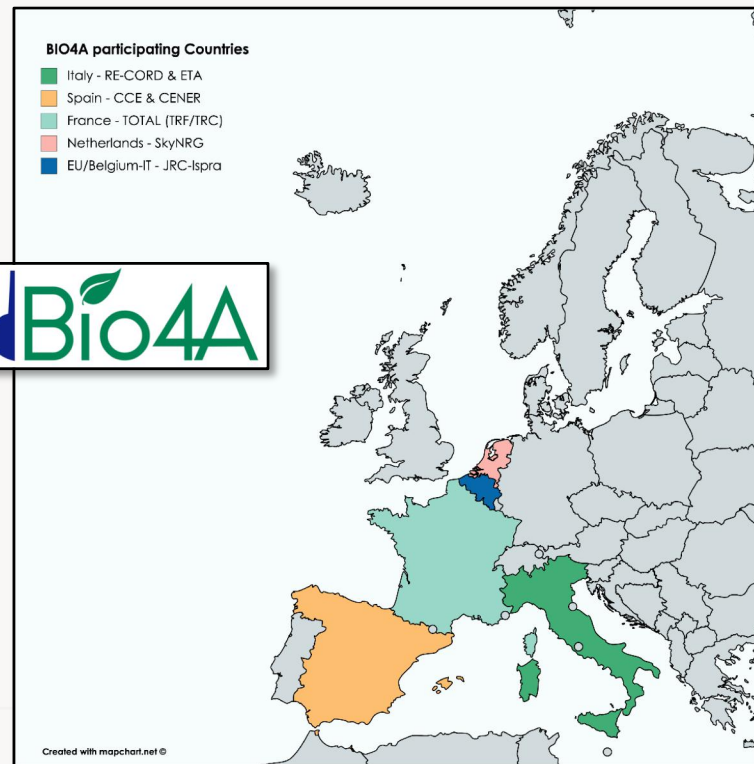 BIO4A participating Countries
Italy - RE-CORD & ETA
Spain - CCE & CENER
France - TOTAL (TRF/TRC)
Netherlands - SkyNRG
EU/Belgium-IT - JRC-Ispra
Bio4A
Created with mapchart.net ©